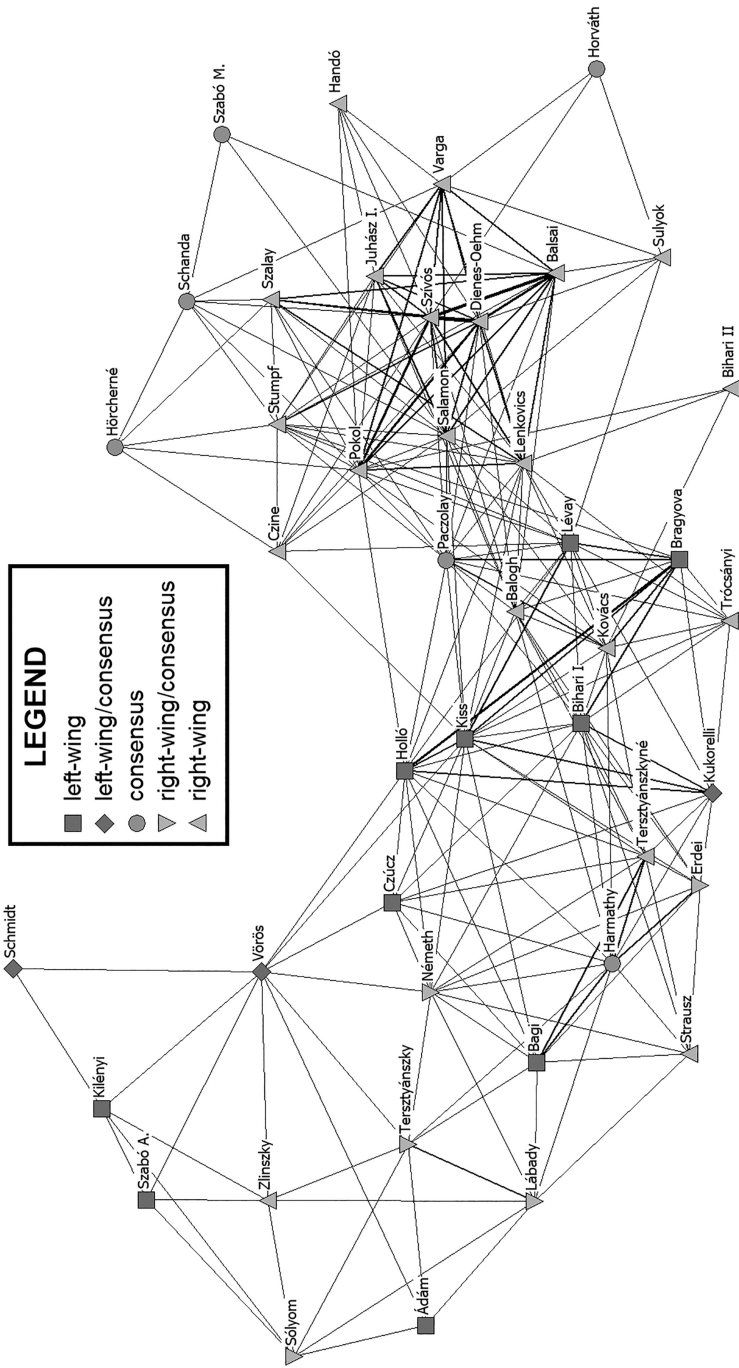 Schmidt
LEGEND
left-wing
left-wing/consensus
consensus
right-wing/consensus
right-wing
Hörcherné
Szabó M.
Schanda
Handó
Horváth
Kilényi
Szabó A.
Vörös
Zlinszky
Sólyom
Czine
Stumpf
Szalay
Juhász I.
Varga
Pokol
Szívos
Dienes-Oehm
Salamon
Balsai
Sulyok
Lenkovics
Czúcz
Holló
Kiss
Paczolay
Németh
Tersztyánszky
Ádám
Lábady
Bagi
Balogh
Lévay
Bihari I.
Kovács
Bragyova
Bihari II
Harmathy
Tersztyánszkyné
Strausz
Erdei
Kukorelli
Trócsányi